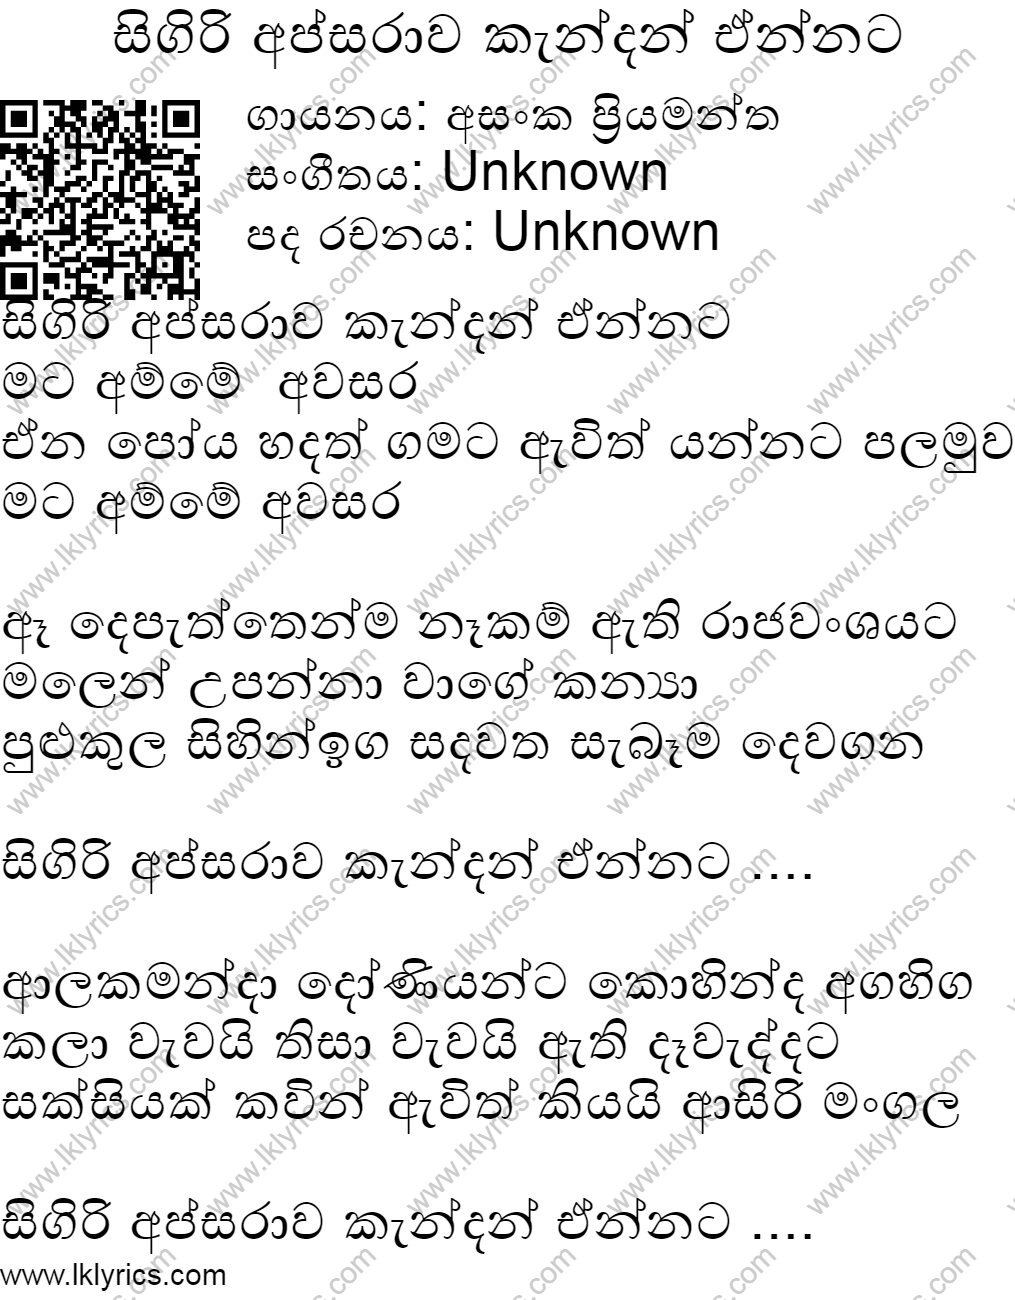 සිගිරි අප්සරාව කැන්දන් ඒන්නට
ගායනය: අසංක ප්‍රියමන්ත
සංගීතය: Unknown
පද රචනය: Unknown
සිගිරි අප්සරාව කැන්දන් ඒන්නට
මට අම්මේ  අවසර
ඒන පෝය හදත් ගමට ඇවිත් යන්නට පලමුව
මට අම්මේ අවසර
ඈ දෙපැත්තෙන්ම නෑකම් ඇති රාජවංශයට
මලෙන් උපන්නා වාගේ කන්‍යා
පුළුකුල සිහින්ඉග සදවත සැබෑම දෙවගන
සිගිරි අප්සරාව කැන්දන් ඒන්නට ....
ආලකමන්දා දෝණියන්ට කොහින්ද අගහිග
කලා වැවයි තිසා වැවයි ඇති දෑවැද්දට
සක්සියක් කවින් ඇවිත් කියයි ආසිරි මංගල
සිගිරි අප්සරාව කැන්දන් ඒන්නට ....
www.lklyrics.com